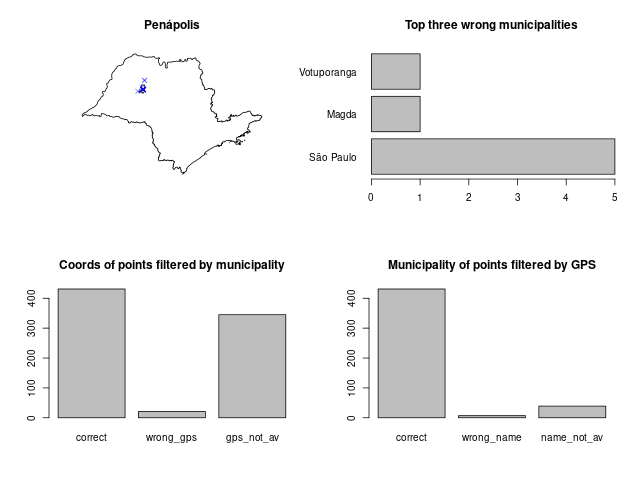 Penápolis
Top three wrong municipalities
Votuporanga
Magda
São Paulo
0 1 2 3 4 5
Coords of points filtered by municipality
400
300
200
100
0
correct wrong_gps gps_not_av
Municipality of points filtered by GPS
400
300
200
100
0
correct wrong_name name_not_av